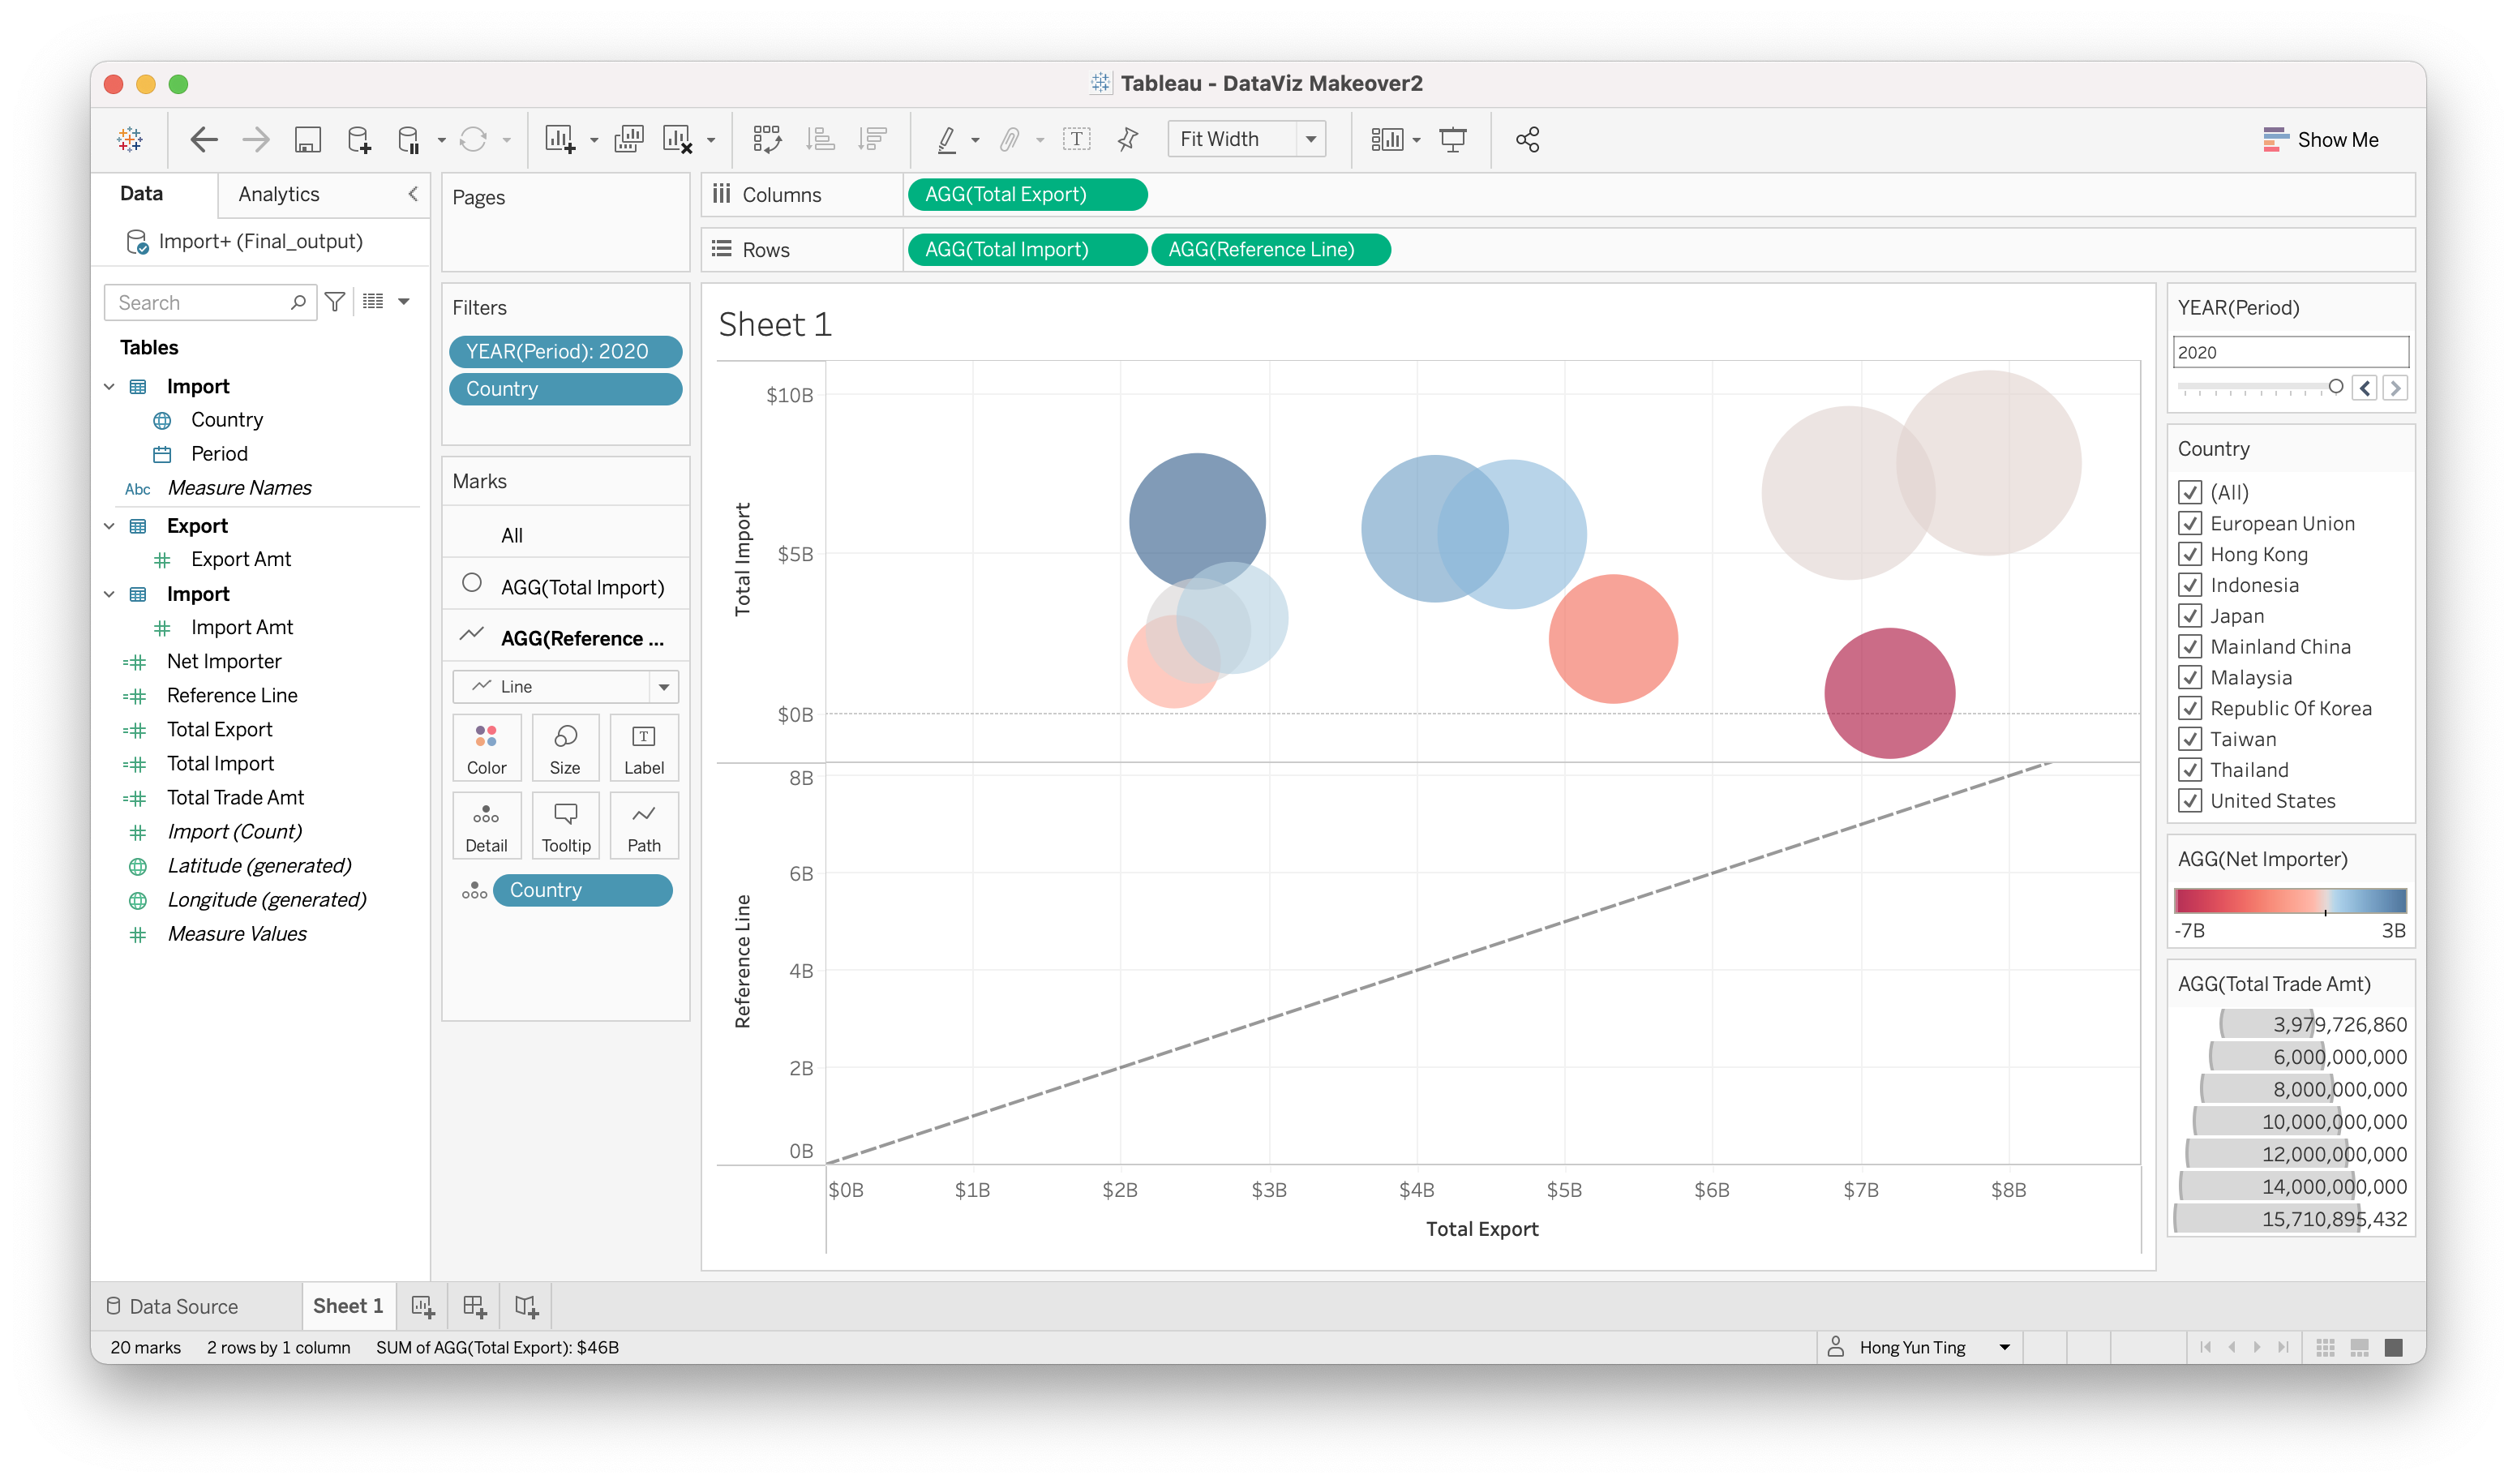 Tableau - DataViz Makeover2
Fit Width
Show Me
Data
Analytics
Import+ (Final_output)
Search
Tables
Import
Country
Period
Abc Measure Names
Export
Export Amt
Import
Import Amt
Net Importer
Reference Line
Total Export
Total Import
Total Trade Amt
Import (Count)
Latitude (generated)
Longitude (generated)
Measure Values
Pages
Filters
YEAR(Period): 2020
Country
Marks
All
AGG(Total Import)
AGG(Reference ...
Line
Color Size Label
Detail Tooltip Path
Country
Columns
AGG(Total Export)
Rows
AGG(Total Import) AGG(Reference Line)
Sheet 1
Total Import
$10B
$5B
$0B
Reference Line
8B
6B
4B
2B
0B
$0B $1B $2B $3B $4B $5B $6B $7B $8B
Total Export
YEAR(Period)
2020
Country
(All)
European Union
Hong Kong
Indonesia
Japan
Mainland China
Malaysia
Republic Of Korea
Taiwan
Thailand
United States
AGG(Net Importer)
-7B 3B
AGG(Total Trade Amt)
3,979,726,860
6,000,000,000
8,000,000,000
10,000,000,000
12,000,000,000
14,000,000,000
15,710,895,432
Data Source
Sheet 1
20 marks 2 rows by 1 column SUM of AGG(Total Export): $46B
Hong Yun Ting